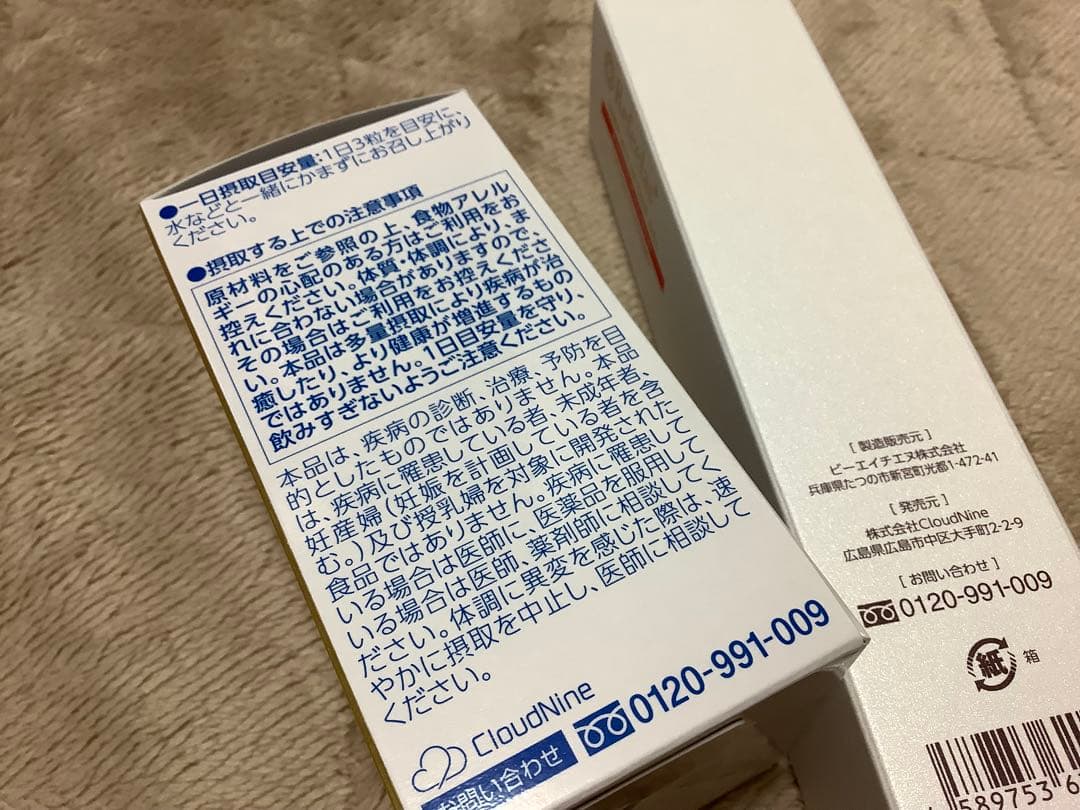 ●一日摂取目安量:1日3粒を目安に、
水などと一緒にかまずにお召し上がり
ください。
●摂取する上での注意事項
原材料をご参照の上、食物アレル
ギーの心配のある方はご利用をお
控えください。体質・体調により、ま
れに合わない場合がありますので、
その場合はご利用をお控えくださ
い。本品は多量摂取により疾病が治
癒したり、より健康が増進するもの
ではありません。1日目安量を守り、
飲みすぎないようご注意ください。
本品は、疾病の診断、治療、予防を目
的としたものではありません。本品
は、疾病に罹患している者、未成年者、
妊産婦(妊娠を計画している者を含
む。)及び授乳婦を対象に開発された
食品ではありません。疾病に罹患して
いる場合は医師に、医薬品を服用して
いる場合は医師、薬剤師に相談してく
ださい。体調に異変を感じた際は、速
やかに摂取を中止し、医師に相談して
ください。
CloudNine
お問い合わせ 0120-991-009
[ 製造販売元 ]
ピーエイチエヌ株式会社
兵庫県たつの市新宮町光都1-472-41
[ 発売元 ]
株式会社CloudNine
広島県広島市中区大手町2-2-9
[ お問い合わせ ]
0120-991-009
紙 箱
589753 6